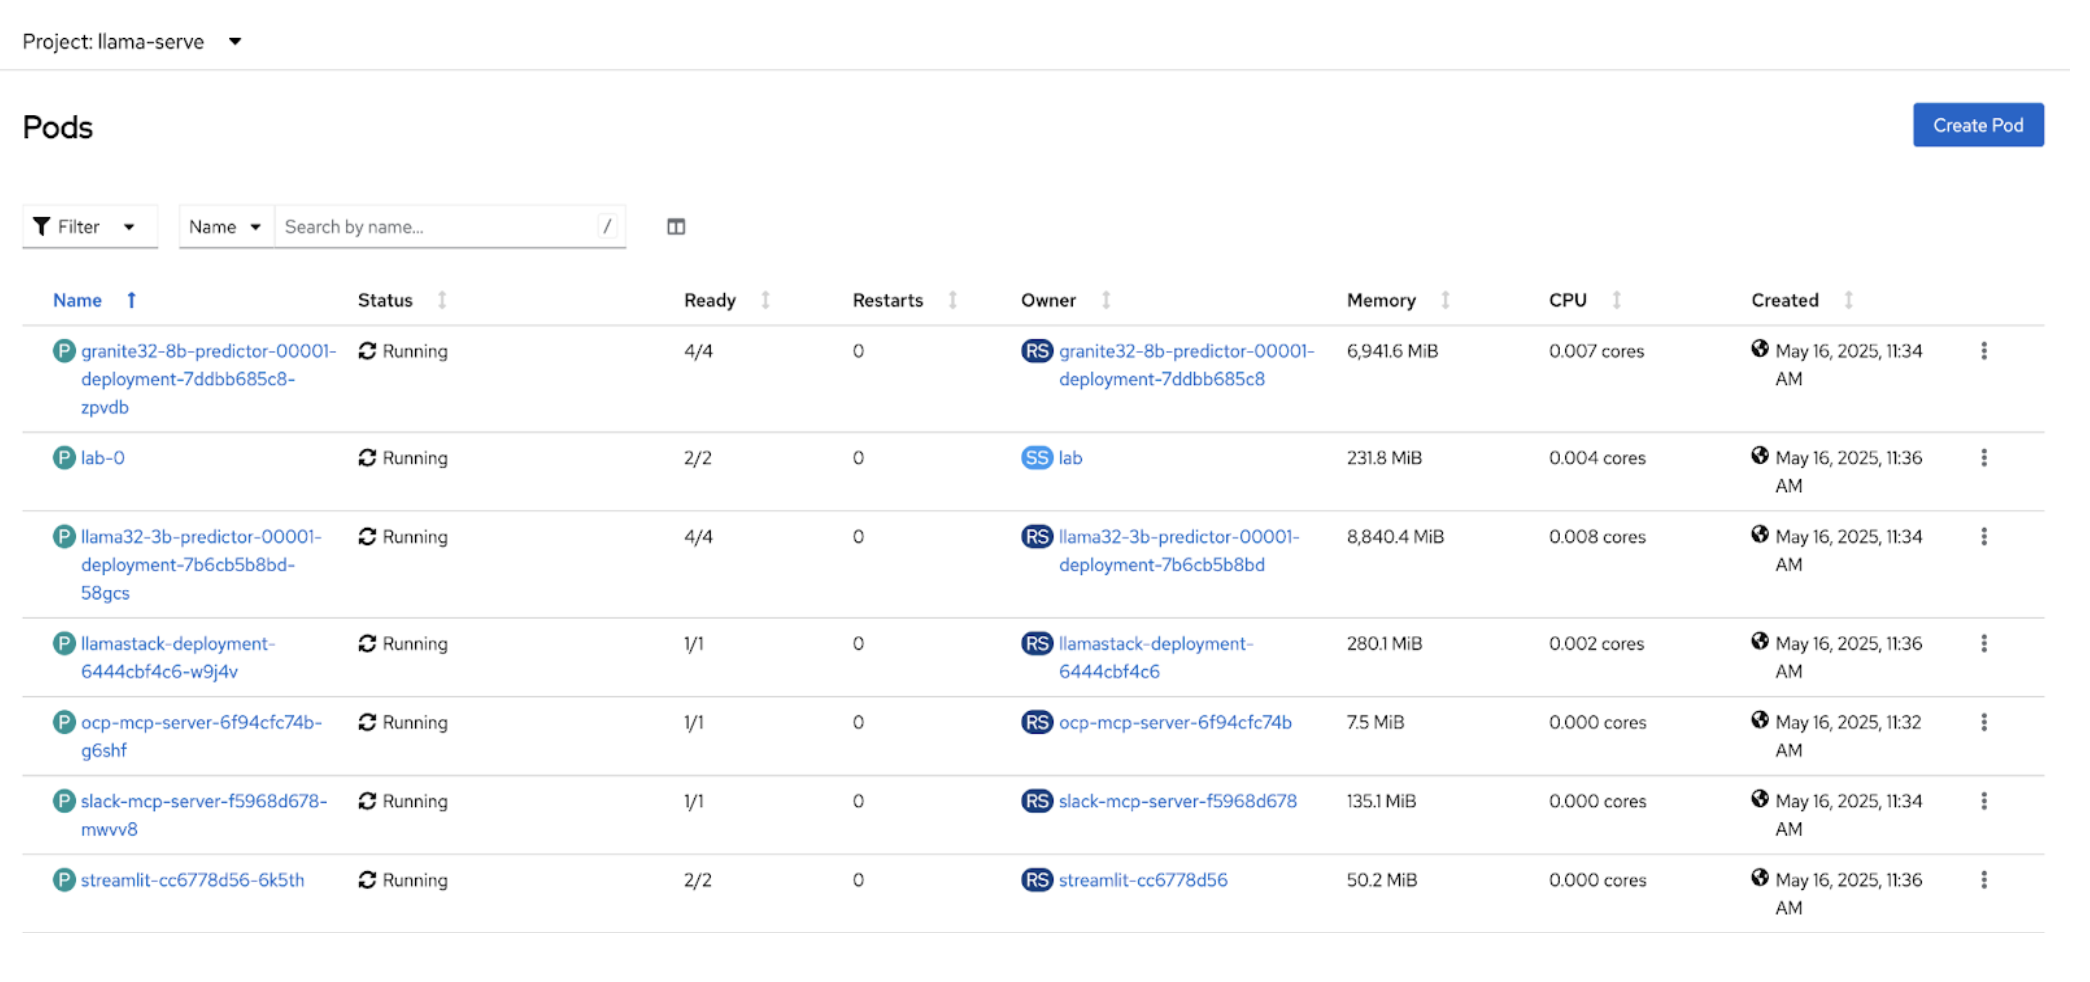 Project: llama-serve
Pods
Create Pod
Filter
Name
Search by name...
/
Name Status Ready Restarts Owner Memory CPU Created
P granite32-8b-predictor-00001- Running 4/4 0 RS granite32-8b-predictor-00001- 6,941.6 MiB 0.007 cores May 16, 2025, 11:34
deployment-7ddbb685c8- deployment-7ddbb685c8 AM
zpvdb
P lab-0 Running 2/2 0 SS lab 231.8 MiB 0.004 cores May 16, 2025, 11:36
AM
P llama32-3b-predictor-00001- Running 4/4 0 RS llama32-3b-predictor-00001- 8,840.4 MiB 0.008 cores May 16, 2025, 11:34
deployment-7b6cb5b8bd- deployment-7b6cb5b8bd AM
58gcs
P llamastack-deployment- Running 1/1 0 RS llamastack-deployment- 280.1 MiB 0.002 cores May 16, 2025, 11:36
6444cbf4c6-w9j4v 6444cbf4c6 AM
P ocp-mcp-server-6f94cfc74b- Running 1/1 0 RS ocp-mcp-server-6f94cfc74b 7.5 MiB 0.000 cores May 16, 2025, 11:32
g6shf AM
P slack-mcp-server-f5968d678- Running 1/1 0 RS slack-mcp-server-f5968d678 135.1 MiB 0.000 cores May 16, 2025, 11:34
mwvv8 AM
P streamlit-cc6778d56-6k5th Running 2/2 0 RS streamlit-cc6778d56 50.2 MiB 0.000 cores May 16, 2025, 11:36
AM